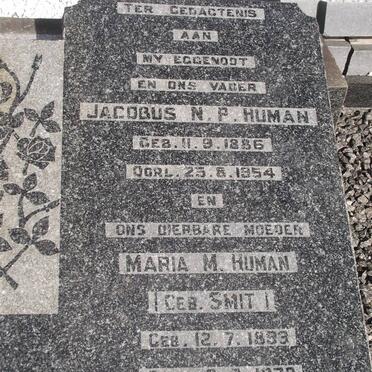 TER GEDAGTENIS
AAN
MY EGGENOOT
EN ONS VADER
JACOBUS N. P. HUMAN
GEB. 11. 9. 1886
OORL. 23. 8. 1954
EN
ONS DIERBARE MOEDER
MARIA M. HUMAN
(GEB. SMIT)
GEB. 12. 7. 1893